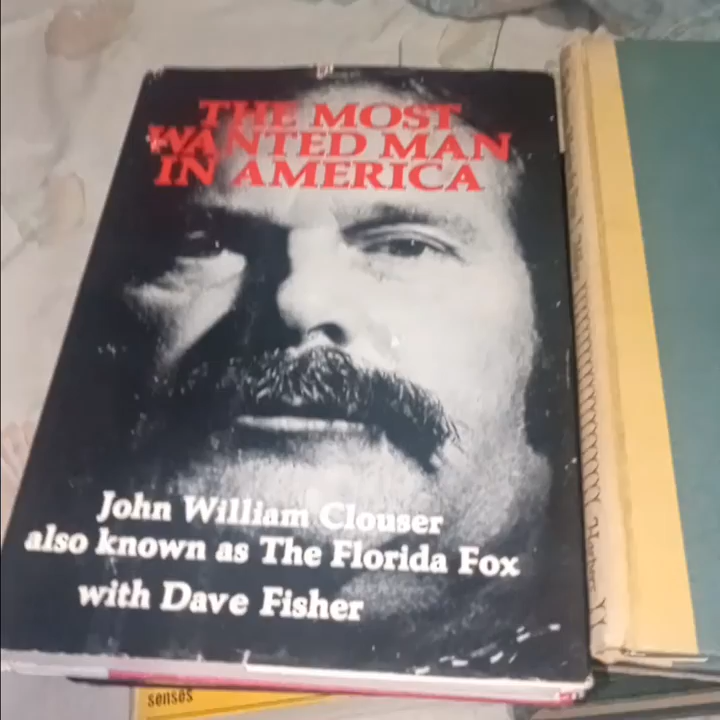 THE MOST
WANTED MAN
IN AMERICA
John William Clouser
also known as The Florida Fox
with Dave Fisher
senses